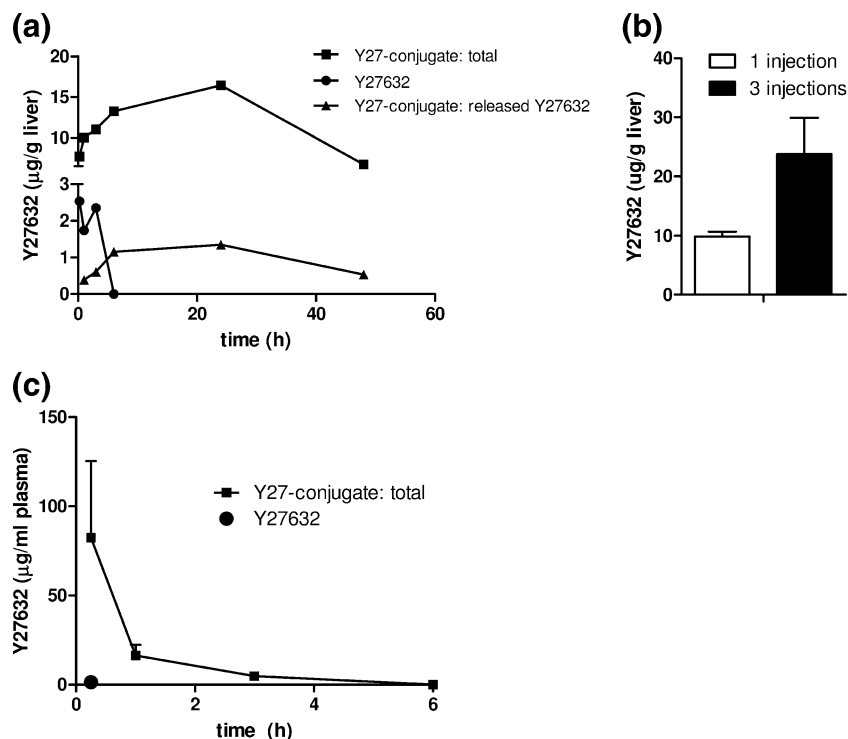 (a)
Y27632 (µg/g liver)
20
15
10
3
2
1
0
0 20 40 60
time (h)
Y27-conjugate: total
Y27632
Y27-conjugate: released Y27632
(b)
Y27632 (ug/g liver)
40
30
20
10
0
1 injection
3 injections
(c)
Y27632 (µg/ml plasma)
150
100
50
0
0 2 4 6
time (h)
Y27-conjugate: total
Y27632